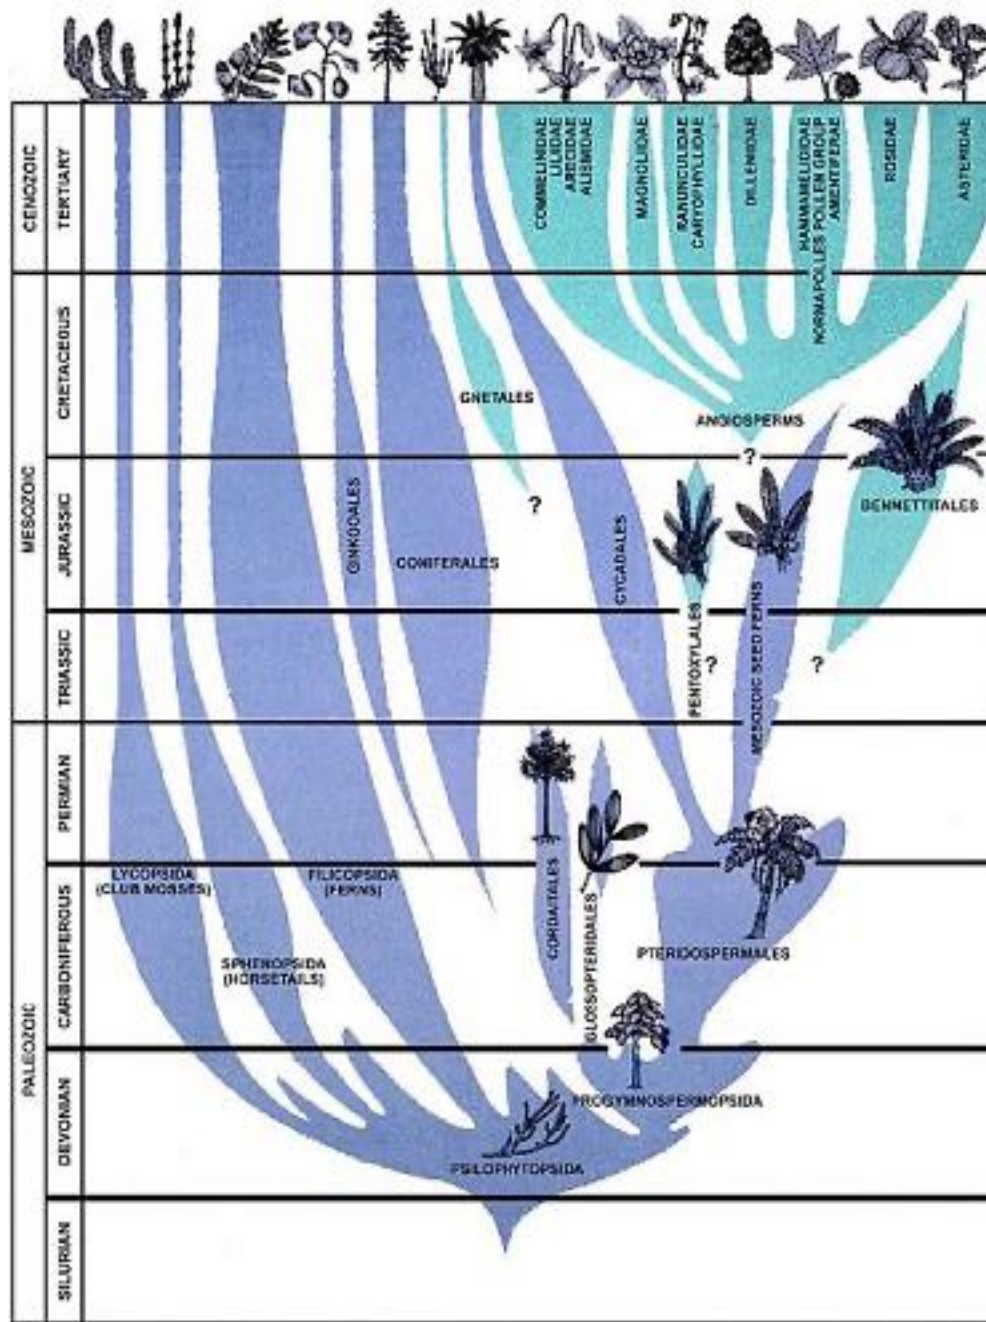 CENOZOIC
TERTIARY
COMMELINIDAE
LILIIDAE
ARECIDAE
ALISMIDAE
MAGNOLIIDAE
RANUNCULIDAE
CARYOPHYLLIDAE
DILLENIIDAE
HAMMAMELIDIDAE
NORMAPOLLES POLLEN GROUP
AMENTIFERAE
ROSIDAE
ASTERIDAE
MESOZOIC
CRETACEOUS
GNETALES
ANGIOSPERMS
?
JURASSIC
GINKGOALES
CONIFERALES
?
CYCADALES
BENNETTITALES
TRIASSIC
PENTOXYLALES
?
MESOZOIC SEED FERNS
?
PALEOZOIC
PERMIAN
CARBONIFEROUS
LYCOPSIDA
(CLUB MOSSES)
FILICOPSIDA
(FERNS)
CORDAITALES
GLOSSOPTERIDALES
PTERIDOSPERMALES
SPHENOPSIDA
(HORSETAILS)
DEVONIAN
PROGYMNOSPERMOPSIDA
PSILOPHYTOPSIDA
SILURIAN